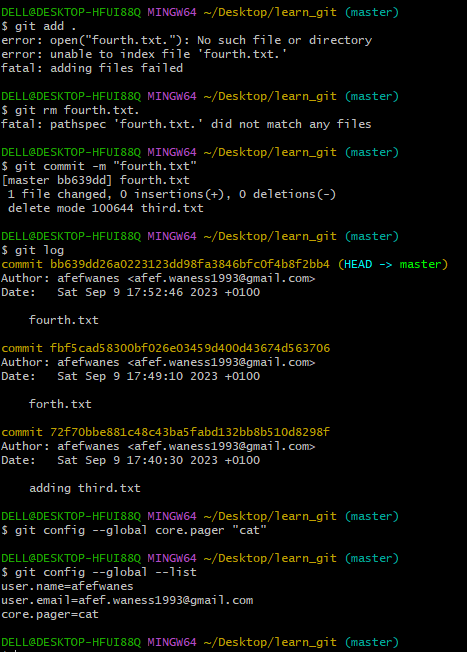 DELL@DESKTOP-HFUI88Q MINGW64 ~/Desktop/learn_git (master)
$ git add .
error: open("fourth.txt."): No such file or directory
error: unable to index file 'fourth.txt.'
fatal: adding files failed
DELL@DESKTOP-HFUI88Q MINGW64 ~/Desktop/learn_git (master)
$ git rm fourth.txt.
fatal: pathspec 'fourth.txt.' did not match any files
DELL@DESKTOP-HFUI88Q MINGW64 ~/Desktop/learn_git (master)
$ git commit -m "fourth.txt"
[master bb639dd] fourth.txt
1 file changed, 0 insertions(+), 0 deletions(-)
delete mode 100644 third.txt
DELL@DESKTOP-HFUI88Q MINGW64 ~/Desktop/learn_git (master)
$ git log
commit bb639dd26a0223123dd98fa3846bfc0f4b8f2bb4 (HEAD -> master)
Author: afefwanes <afef.waness1993@gmail.com>
Date:   Sat Sep 9 17:52:46 2023 +0100
fourth.txt
commit fbf5cad58300bf026e03459d400d43674d563706
Author: afefwanes <afef.waness1993@gmail.com>
Date:   Sat Sep 9 17:49:10 2023 +0100
forth.txt
commit 72f70bbe881c48c43ba5fabd132bb8b510d8298f
Author: afefwanes <afef.waness1993@gmail.com>
Date:   Sat Sep 9 17:40:30 2023 +0100
adding third.txt
DELL@DESKTOP-HFUI88Q MINGW64 ~/Desktop/learn_git (master)
$ git config --global core.pager "cat"
DELL@DESKTOP-HFUI88Q MINGW64 ~/Desktop/learn_git (master)
$ git config --global --list
user.name=afefwanes
user.email=afef.waness1993@gmail.com
core.pager=cat
DELL@DESKTOP-HFUI88Q MINGW64 ~/Desktop/learn_git (master)